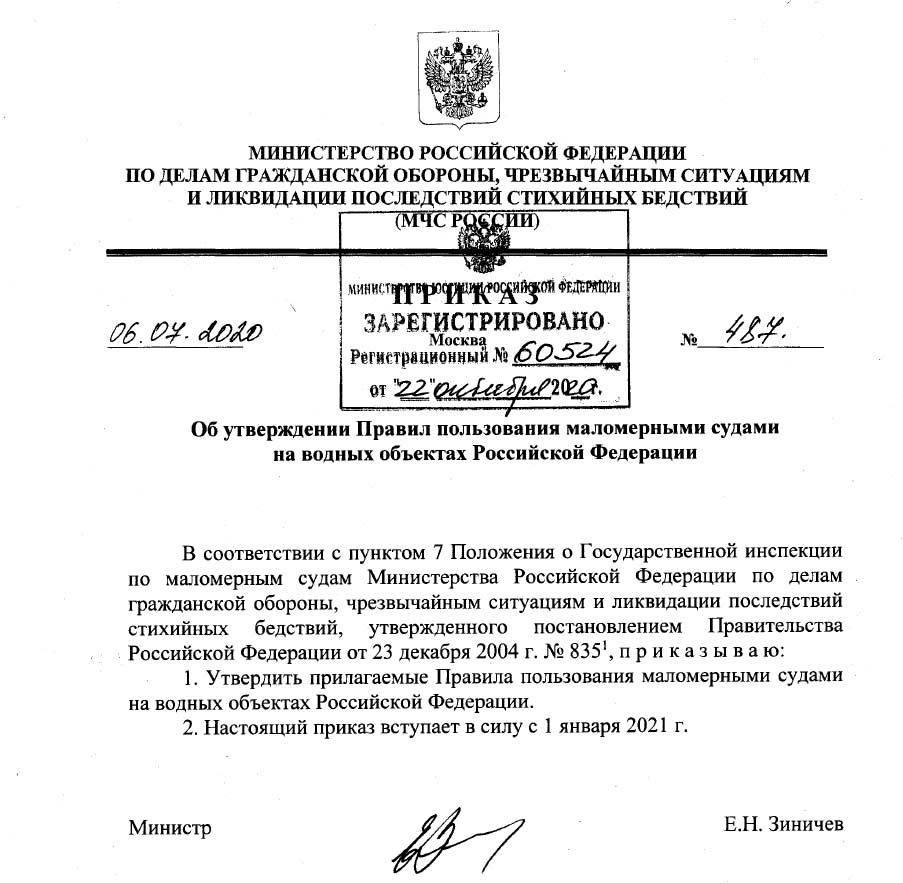 МИНИСТЕРСТВО РОССИЙСКОЙ ФЕДЕРАЦИИ
ПО ДЕЛАМ ГРАЖДАНСКОЙ ОБОРОНЫ, ЧРЕЗВЫЧАЙНЫМ СИТУАЦИЯМ
И ЛИКВИДАЦИИ ПОСЛЕДСТВИЙ СТИХИЙНЫХ БЕДСТВИЙ
(МЧС РОССИИ)
МИНИСТЕРСТВО ЮСТИЦИИ РОССИЙСКОЙ ФЕДЕРАЦИИ
П Р И К А З
ЗАРЕГИСТРИРОВАНО
06.07.2020
Москва
№ 487.
Регистрационный № 60524
от "22" октября 2020.
Об утверждении Правил пользования маломерными судами
на водных объектах Российской Федерации
В соответствии с пунктом 7 Положения о Государственной инспекции
по маломерным судам Министерства Российской Федерации по делам
гражданской обороны, чрезвычайным ситуациям и ликвидации последствий
стихийных бедствий, утвержденного постановлением Правительства
Российской Федерации от 23 декабря 2004 г. № 835¹, п р и к а з ы в а ю:
1. Утвердить прилагаемые Правила пользования маломерными судами
на водных объектах Российской Федерации.
2. Настоящий приказ вступает в силу с 1 января 2021 г.
Министр
Е.Н. Зиничев